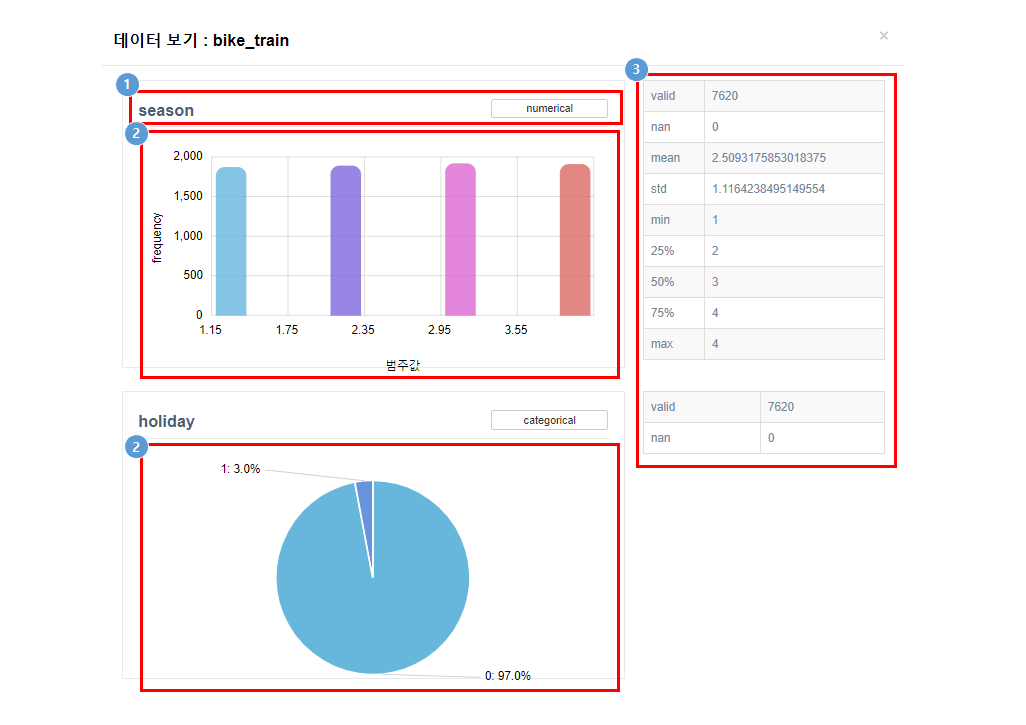 데이터 보기 : bike_train
×
1
season
numerical
2
2,000
1,500
1,000
500
0
frequency
1.15 1.75 2.35 2.95 3.55
범주값
3
valid 7620
nan 0
mean 2.5093175853018375
std 1.1164238495149554
min 1
25% 2
50% 3
75% 4
max 4
valid 7620
nan 0
holiday
categorical
2
1: 3.0%
0: 97.0%